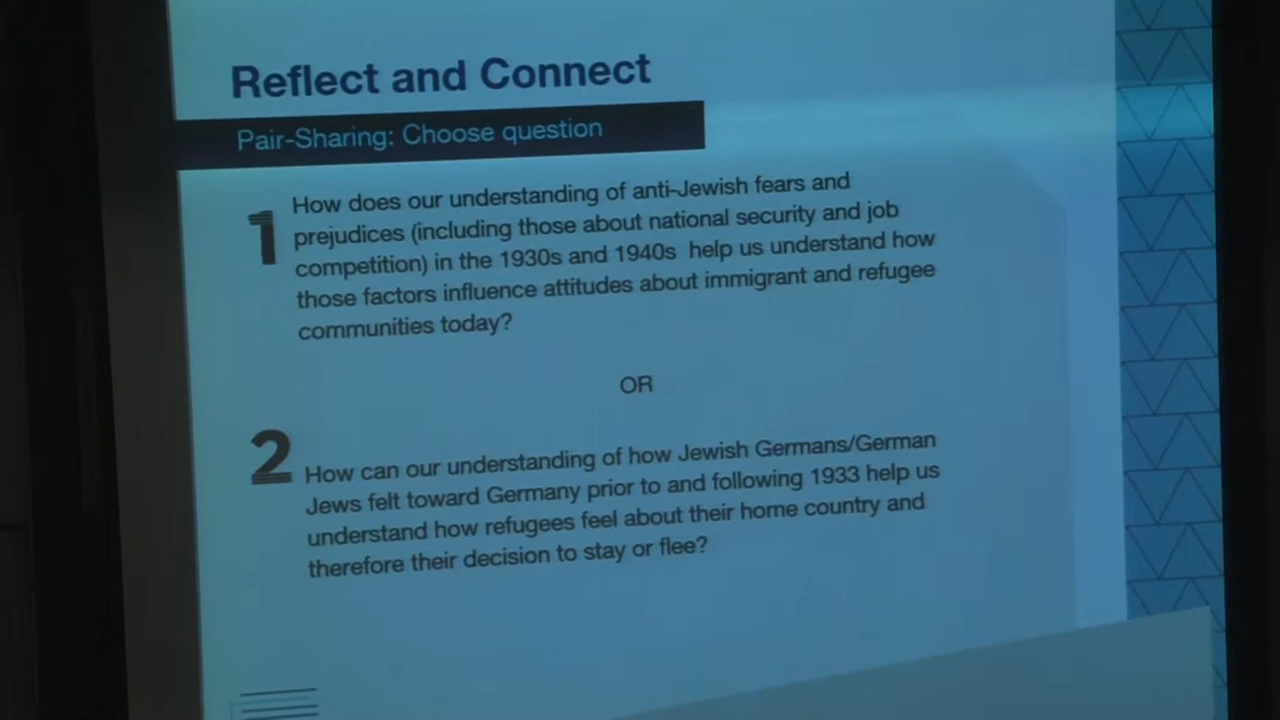 Reflect and Connect
Pair-Sharing: Choose question
1
How does our understanding of anti-Jewish fears and
prejudices (including those about national security and job
competition) in the 1930s and 1940s help us understand how
those factors influence attitudes about immigrant and refugee
communities today?
OR
2
How can our understanding of how Jewish Germans/German
Jews felt toward Germany prior to and following 1933 help us
understand how refugees feel about their home country and
therefore their decision to stay or flee?